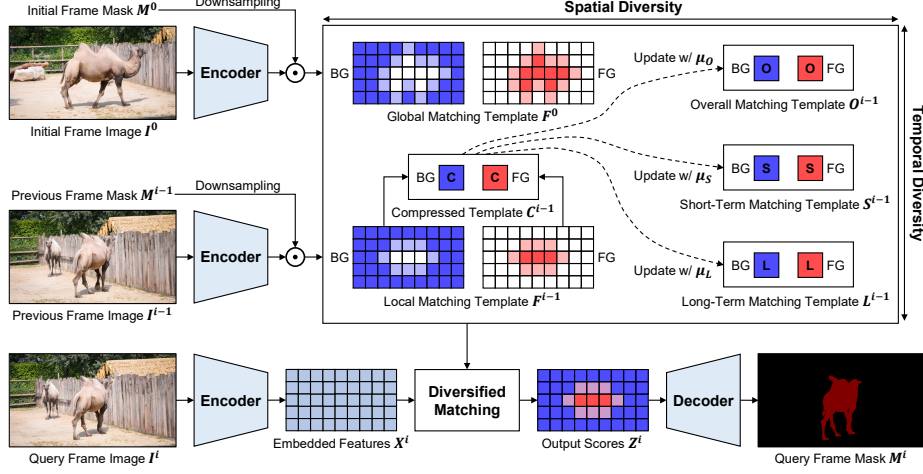 Initial Frame Mask M⁰
Downsampling
Spatial Diversity
Encoder
BG
FG
Global Matching Template F⁰
Initial Frame Image I⁰
Update w/ μ_O
BG O O FG
Overall Matching Template O^{i-1}
Temporal Diversity
BG C C FG
Compressed Template C^{i-1}
Update w/ μ_S
BG S S FG
Short-Term Matching Template S^{i-1}
Previous Frame Mask M^{i-1}
Downsampling
Encoder
BG
FG
Local Matching Template F^{i-1}
Previous Frame Image I^{i-1}
Update w/ μ_L
BG L L FG
Long-Term Matching Template L^{i-1}
Encoder
Embedded Features X^i
Diversified
Matching
Output Scores Z^i
Decoder
Query Frame Image I^i
Query Frame Mask M^i